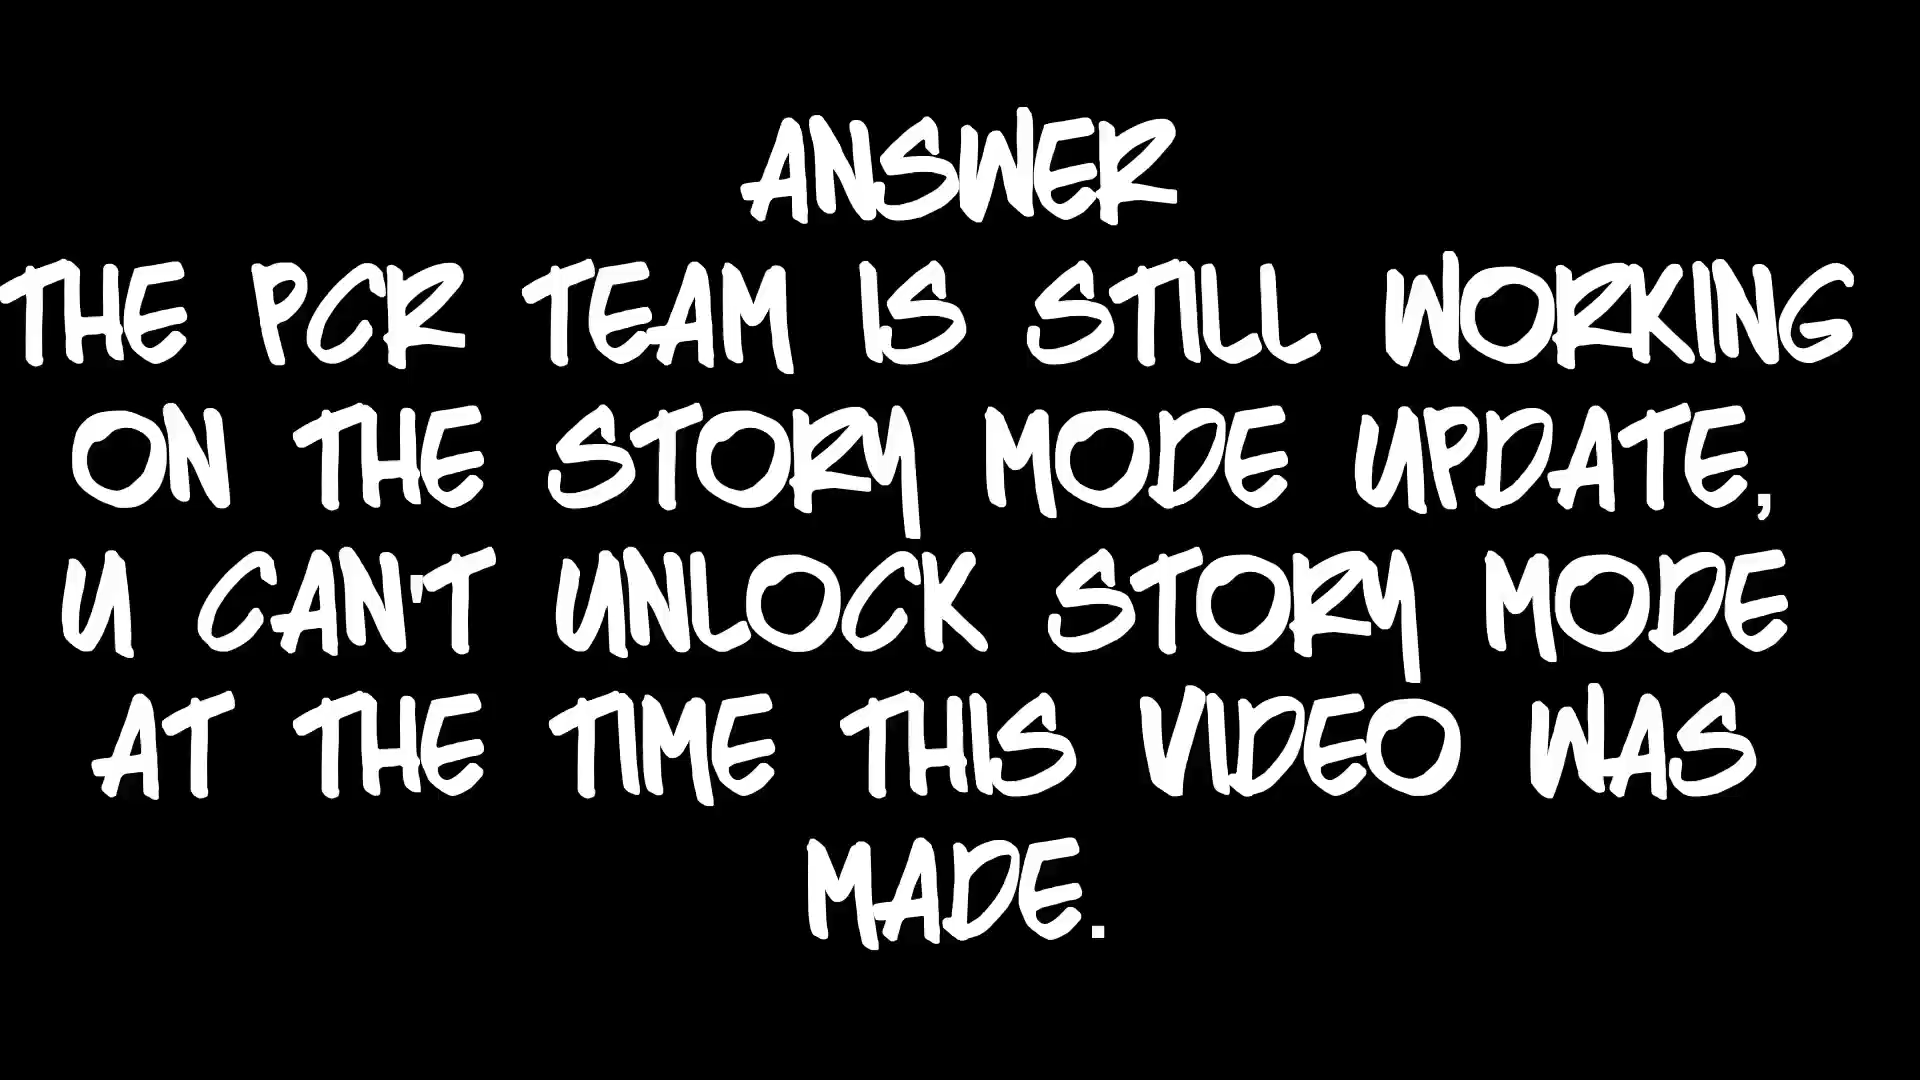 ANSWER
THE PCR TEAM IS STILL WORKING
ON THE STORY MODE UPDATE,
U CAN'T UNLOCK STORY MODE
AT THE TIME THIS VIDEO WAS
MADE.